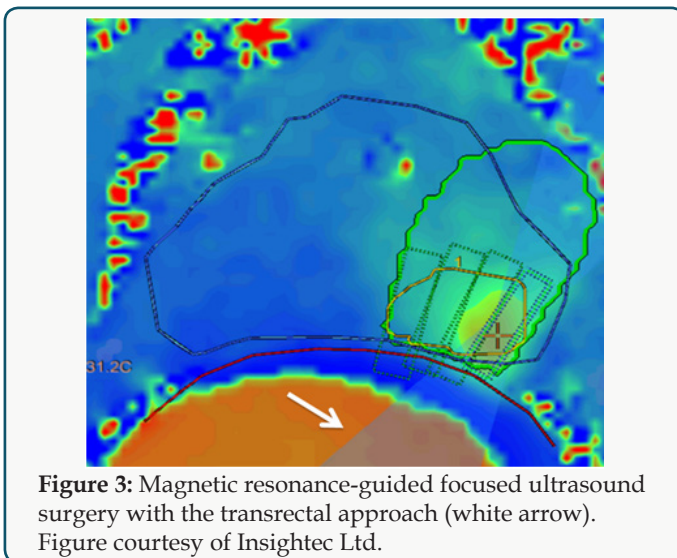 1
31.2C
Figure 3: Magnetic resonance-guided focused ultrasound
surgery with the transrectal approach (white arrow).
Figure courtesy of Insightec Ltd.